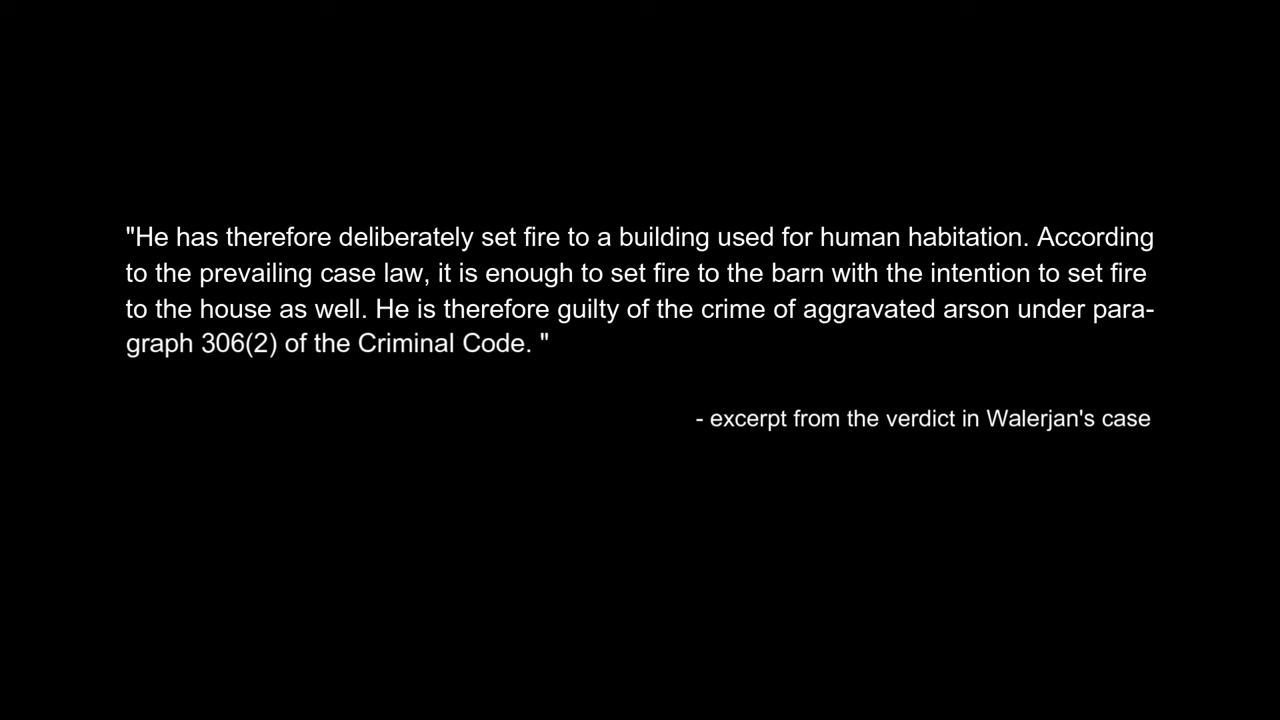 "He has therefore deliberately set fire to a building used for human habitation. According
to the prevailing case law, it is enough to set fire to the barn with the intention to set fire
to the house as well. He is therefore guilty of the crime of aggravated arson under para-
graph 306(2) of the Criminal Code. "
- excerpt from the verdict in Walerjan's case